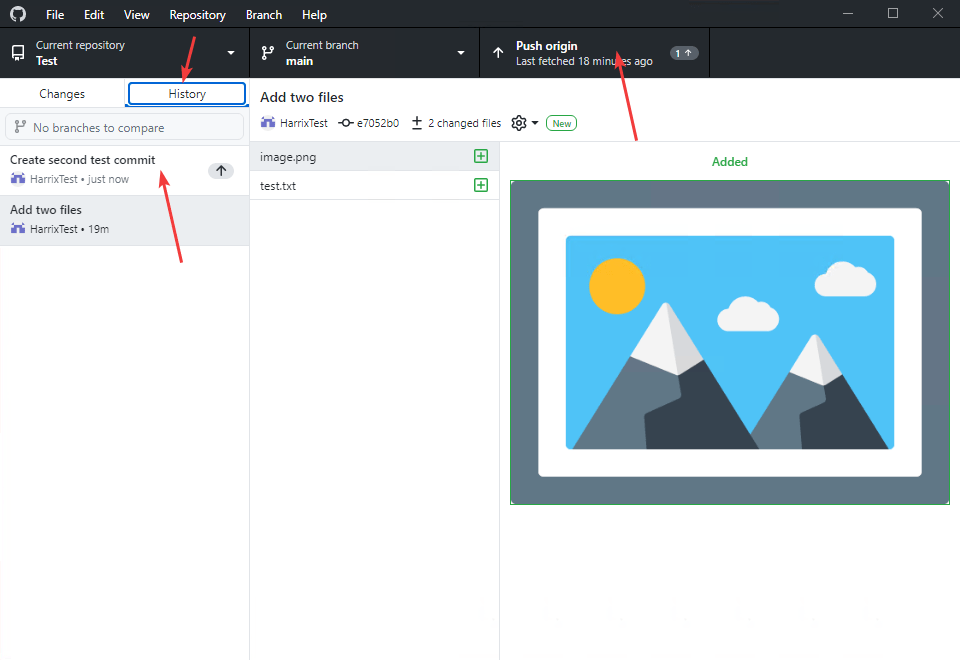 File Edit View Repository Branch Help
Current repository
Test
Current branch
main
Push origin
Last fetched 18 minutes ago
1
Changes
History
No branches to compare
Create second test commit
HarrixTest • just now
Add two files
HarrixTest • 19m
Add two files
HarrixTest e7052b0 2 changed files New
image.png
test.txt
Added